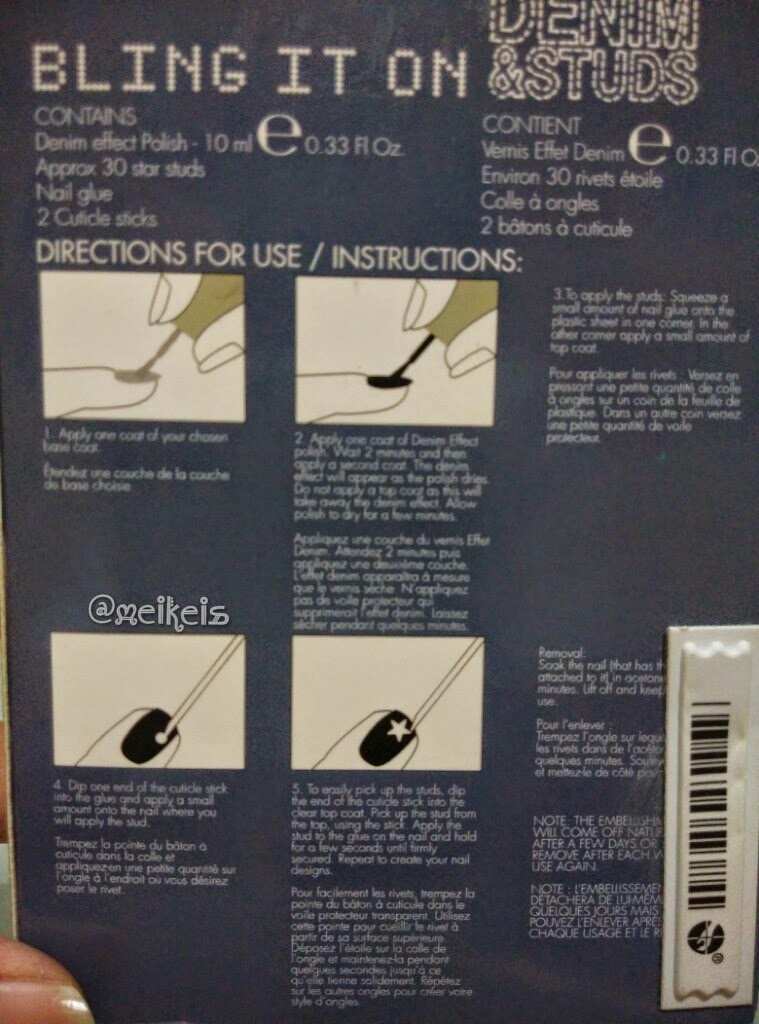 DENIM
BLING IT ON
&STUDS
CONTAINS
Denim effect Polish - 10 ml e 0.33 Fl Oz.
Approx 30 star studs
Nail glue
2 Cuticle sticks
CONTIENT
Vernis Effet Denim e 0.33 Fl O
Environ 30 rivets étoile
Colle à ongles
2 bâtons à cuticule
DIRECTIONS FOR USE / INSTRUCTIONS:
1. Apply one coat of your chosen
base coat.
Étendez une couche de la couche
de base choisie
2. Apply one coat of Denim Effect
polish. Wait 2 minutes and then
apply a second coat. The denim
effect will appear as the polish dries.
Do not apply a top coat as this will
take away the denim effect. Allow
polish to dry for a few minutes.
Appliquez une couche du vernis Effet
Denim. Attendez 2 minutes puis
appliquez une deuxième couche.
L'effet denim apparaîtra à mesure
que le vernis sèche. N'appliquez
pas de voile protecteur qui
supprimerait l'effet denim. Laissez
sécher pendant quelques minutes.
3. To apply the studs: Squeeze a
small amount of nail glue onto the
plastic sheet in one corner. In the
other corner apply a small amount of
top coat.
Pour appliquer les rivets : Versez en
pressant une petite quantité de colle
à ongles sur un coin de la feuille de
plastique. Dans un autre coin versez
une petite quantité de voile
protecteur.
@meikeis
4. Dip one end of the cuticle stick
into the glue and apply a small
amount onto the nail where you
will apply the stud.
Trempez la pointe du bâton à
cuticule dans la colle et
appliquez-en une petite quantité sur
l'ongle à l'endroit où vous désirez
poser le rivet.
5. To easily pick up the studs, dip
the end of the cuticle stick into the
clear top coat. Pick up the stud from
the top, using the stick. Apply the
stud to the glue on the nail and hold
for a few seconds until firmly
secured. Repeat to create your nail
designs.
Pour facilement les rivets, trempez la
pointe du bâton à cuticule dans le
voile protecteur transparent. Utilisez
cette pointe pour cueillir le rivet à
partir de sa surface supérieure.
Déposez l'étoile sur la colle de
l'ongle et maintenez-la pendant
quelques secondes jusqu'à ce
qu'elle tienne solidement. Répétez
sur les autres ongles pour créer votre
style d'ongles.
Removal:
Soak the nail (that has th
attached to it) in acetone
minutes. Lift off and keep
use.
Pour l'enlever :
Trempez l'ongle sur lequ
les rivets dans de l'acéto
quelques minutes. Soulev
et mettez-le de côté pou
NOTE: THE EMBELLISHM
WILL COME OFF NATU
AFTER A FEW DAYS OR
REMOVE AFTER EACH W
USE AGAIN.
NOTE : L'EMBELLISSEMEN
DÉTACHERA DE LUI-MÊM
QUELQUES JOURS MAIS
POUVEZ L'ENLEVER APRÈS
CHAQUE USAGE ET LE R